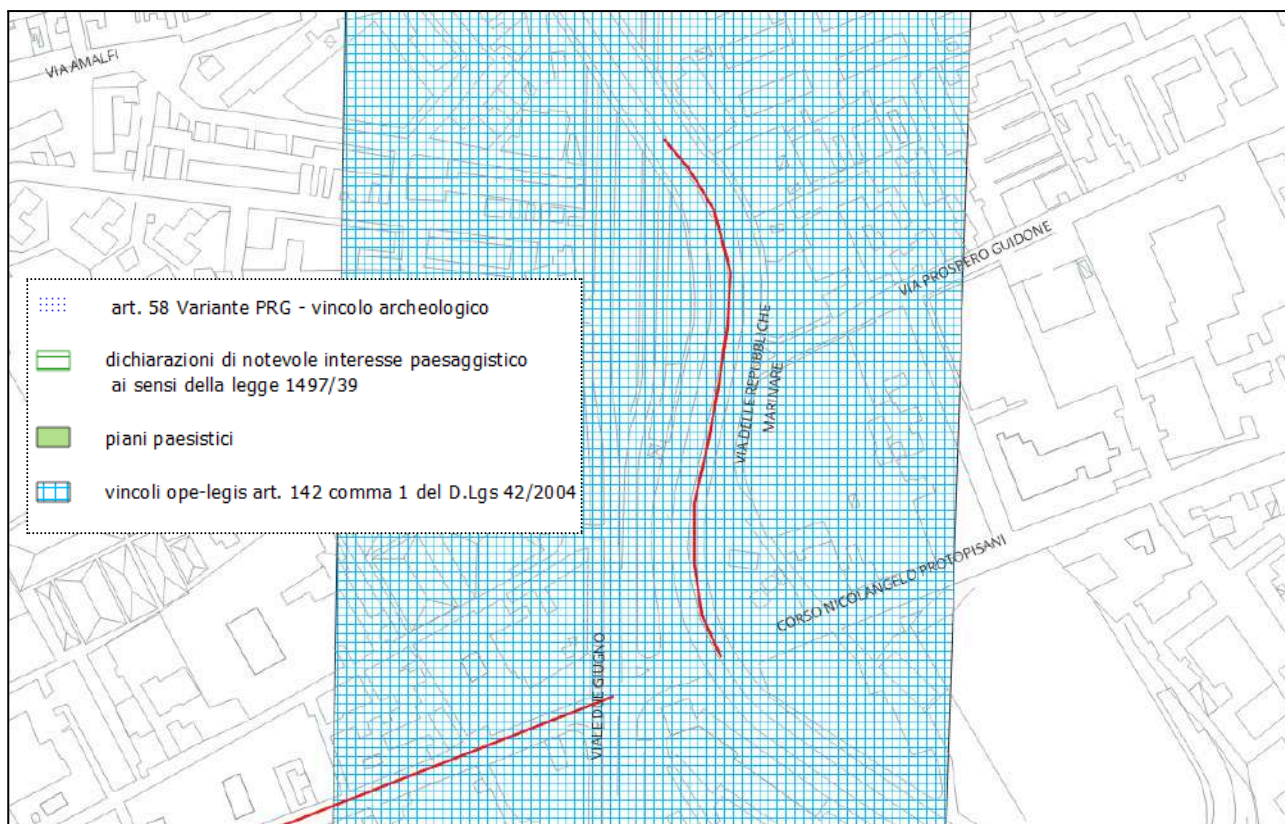 VIA AMALFI
VIA PROSPERO GUIDONE
art. 58 Variante PRG - vincolo archeologico
dichiarazioni di notevole interesse paesaggistico
ai sensi della legge 1497/39
piani paesistici
vincoli ope-legis art. 142 comma 1 del D.Lgs 42/2004
VIA DELLE REPUBBLICHE
MARINARE
CORSO NICOLANGELO PROTOPISANI
VIALE DUE GIUGNO